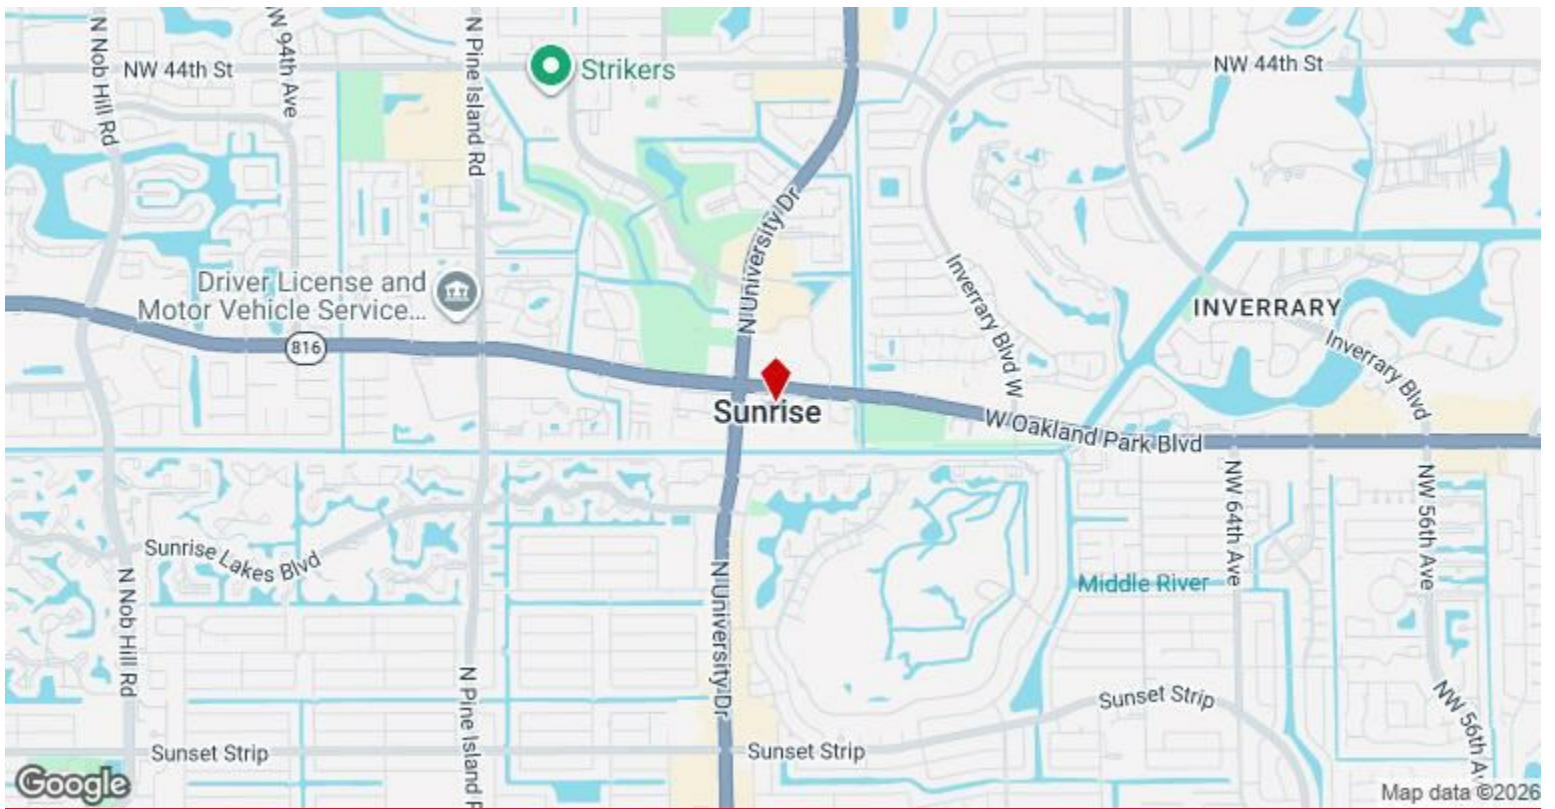 N Nob Hill Rd
NW 94th Ave
N Pine Island Rd
NW 44th St
Strikers
NW 44th St
Driver License and
Motor Vehicle Service...
816
N University Dr
Inverrary Blvd W
INVERRARY
Inverrary Blvd
Sunrise
W Oakland Park Blvd
Sunrise Lakes Blvd
N Nob Hill Rd
N University Dr
Middle River
NW 64th Ave
NW 56th Ave
N Pine Island R
Sunset Strip
Sunset Strip
Sunset Strip
NW 56th A
Google
Map data ©2026